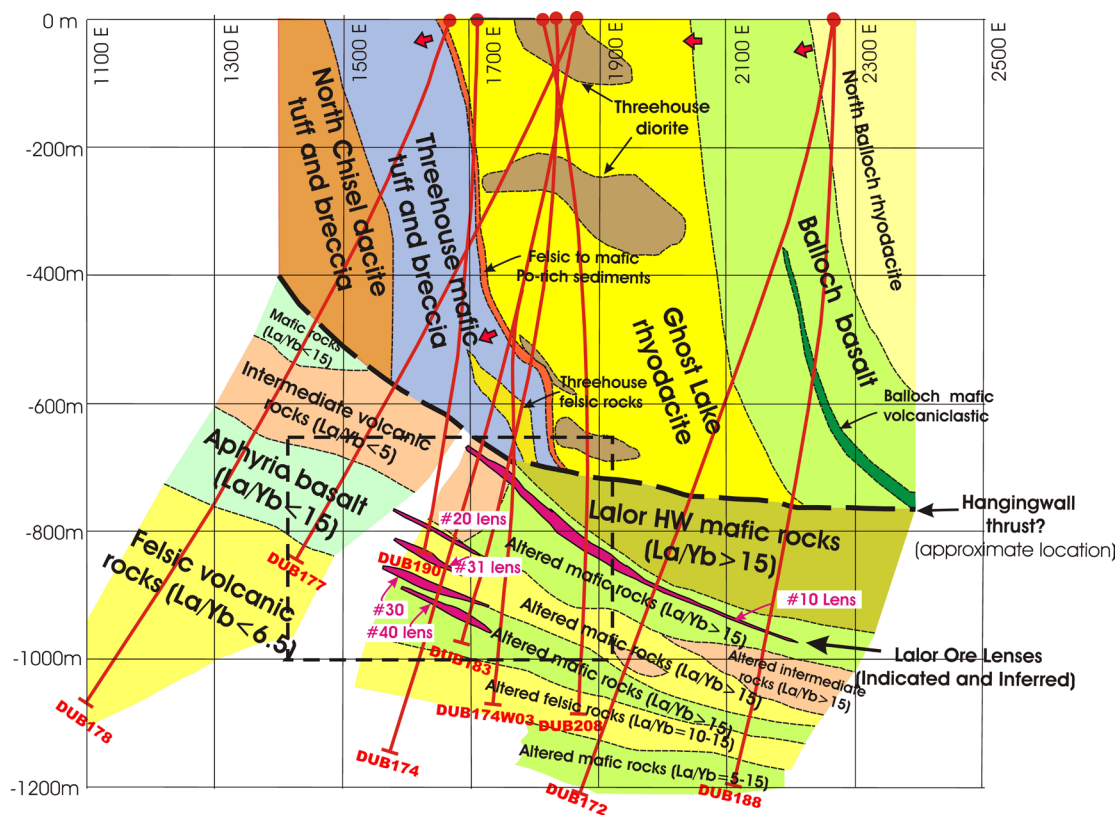 0 m
-200m
-400m
-600m
-800m
-1000m
-1200m
1100 E
1300 E
1500 E
1700 E
1900 E
2100 E
2300 E
2500 E
North Chisel dacite
tuff and breccia
Threehouse mafic
tuff and breccia
Threehouse
diorite
Felsic to mafic
Po-rich sediments
Threehouse
felsic rocks
Ghost Lake
rhyodacite
Balloch basalt
North Balloch rhyodacite
Balloch mafic
volcaniclastic
Mafic rocks
(La/Yb<15)
Intermediate volcanic
rocks (La/Yb<5)
Aphyric basalt
(La/Yb<15)
Felsic volcanic
rocks (La/Yb<6.5)
Hangingwall
thrust?
(approximate location)
Lalor HW mafic rocks
(La/Yb>15)
#20 lens
#31 lens
#30
#40 lens
#10 Lens
Altered mafic rocks (La/Yb>15)
Altered mafic rocks (La/Yb>15)
Altered intermediate
rocks (La/Yb>15)
Altered mafic rocks (La/Yb>15)
Altered felsic rocks (La/Yb=10-15)
Altered mafic rocks (La/Yb=5-15)
Lalor Ore Lenses
(Indicated and Inferred)
DUB177
DUB190
DUB183
DUB178
DUB174W03
DUB208
DUB174
DUB172
DUB188